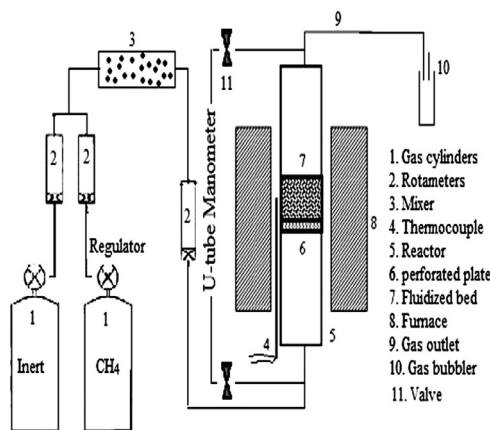 3
9
11
10
2
2
2
U-tube Manometer
7
8
6
Regulator
1
1
4
5
Inert
CH4
1. Gas cylinders
2. Rotameters
3. Mixer
4. Thermocouple
5. Reactor
6. perforated plate
7. Fluidized bed
8. Furnace
9. Gas outlet
10. Gas bubbler
11. Valve